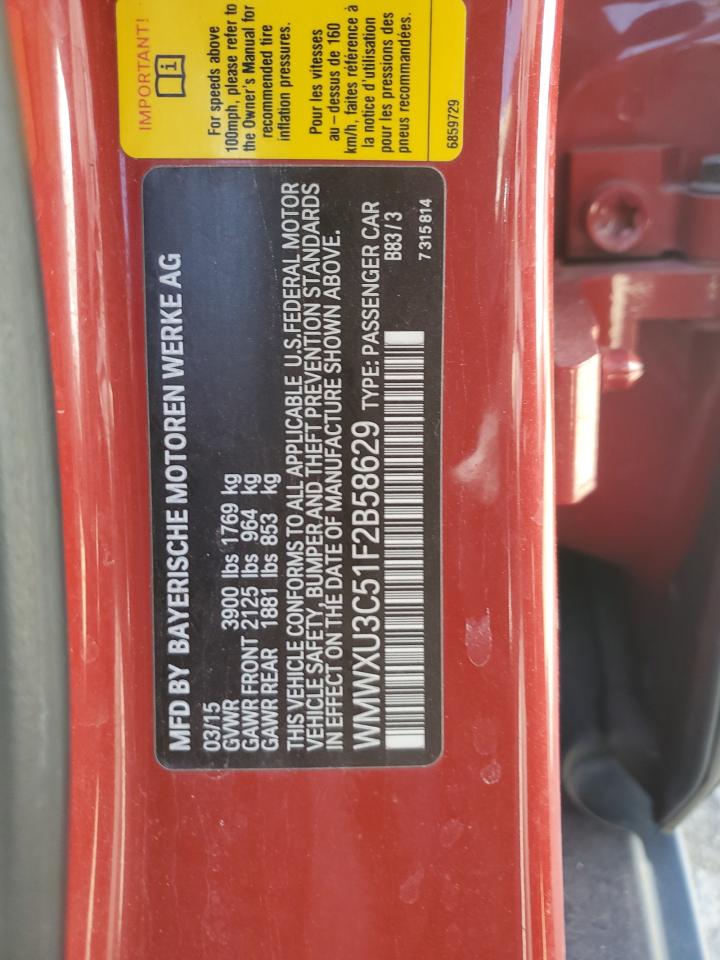 IMPORTANT!
For speeds above
100mph, please refer to
the Owner's Manual for
recommended tire
inflation pressures.
Pour les vitesses
au-dessus de 160
km/h, faites référence à
la notice d'utilisation
pour les pressions des
pneus recommandées.
6859729
MFD BY BAYERISCHE MOTOREN WERKE AG
03/15
GVWR 3900 lbs 1769 kg
GAWR FRONT 2125 lbs 964 kg
GAWR REAR 1881 lbs 853 kg
THIS VEHICLE CONFORMS TO ALL APPLICABLE U.S.FEDERAL MOTOR
VEHICLE SAFETY, BUMPER AND THEFT PREVENTION STANDARDS
IN EFFECT ON THE DATE OF MANUFACTURE SHOWN ABOVE.
WMWXU3C51F2B58629 TYPE: PASSENGER CAR
B83/3
7 315 814